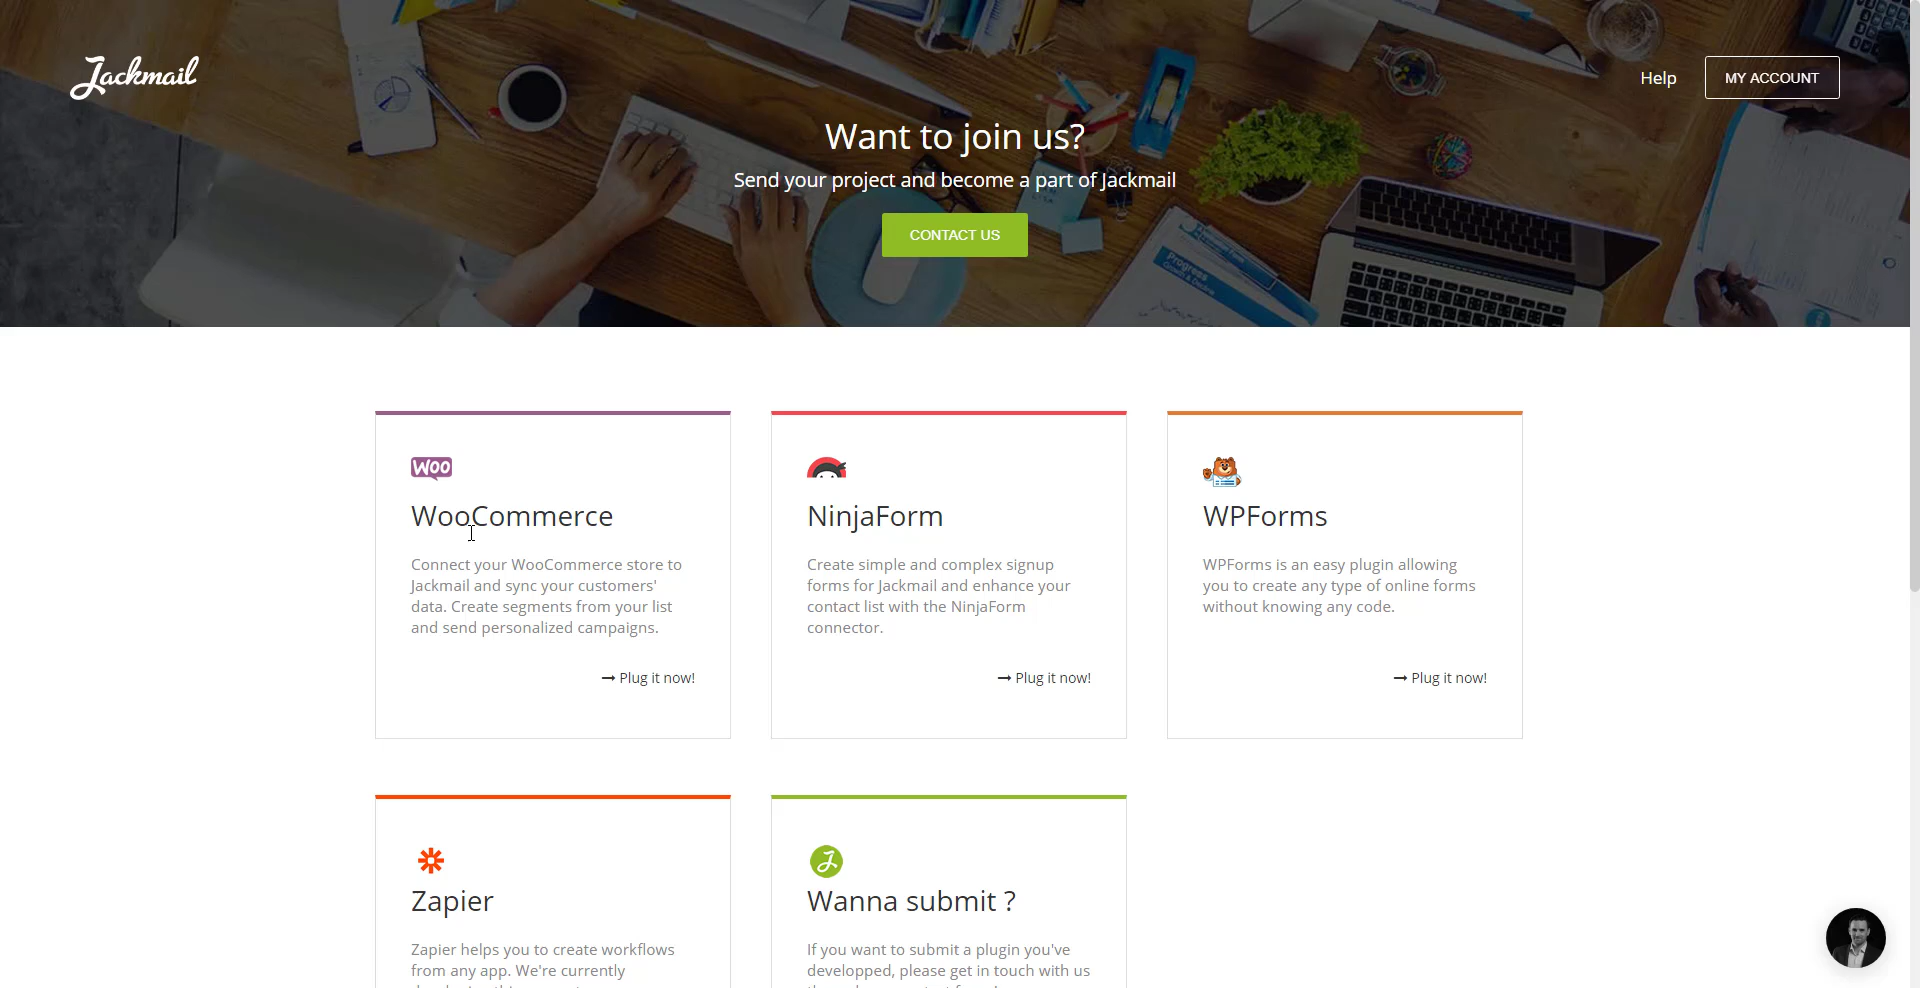 Jackmail
Help
MY ACCOUNT
Want to join us?
Send your project and become a part of Jackmail
CONTACT US
Progress
WOO
WooCommerce
Connect your WooCommerce store to
Jackmail and sync your customers'
data. Create segments from your list
and send personalized campaigns.
→ Plug it now!
NinjaForm
Create simple and complex signup
forms for Jackmail and enhance your
contact list with the NinjaForm
connector.
→ Plug it now!
WPForms
WPForms is an easy plugin allowing
you to create any type of online forms
without knowing any code.
→ Plug it now!
Zapier
Zapier helps you to create workflows
from any app. We're currently
J
Wanna submit ?
If you want to submit a plugin you've
developped, please get in touch with us